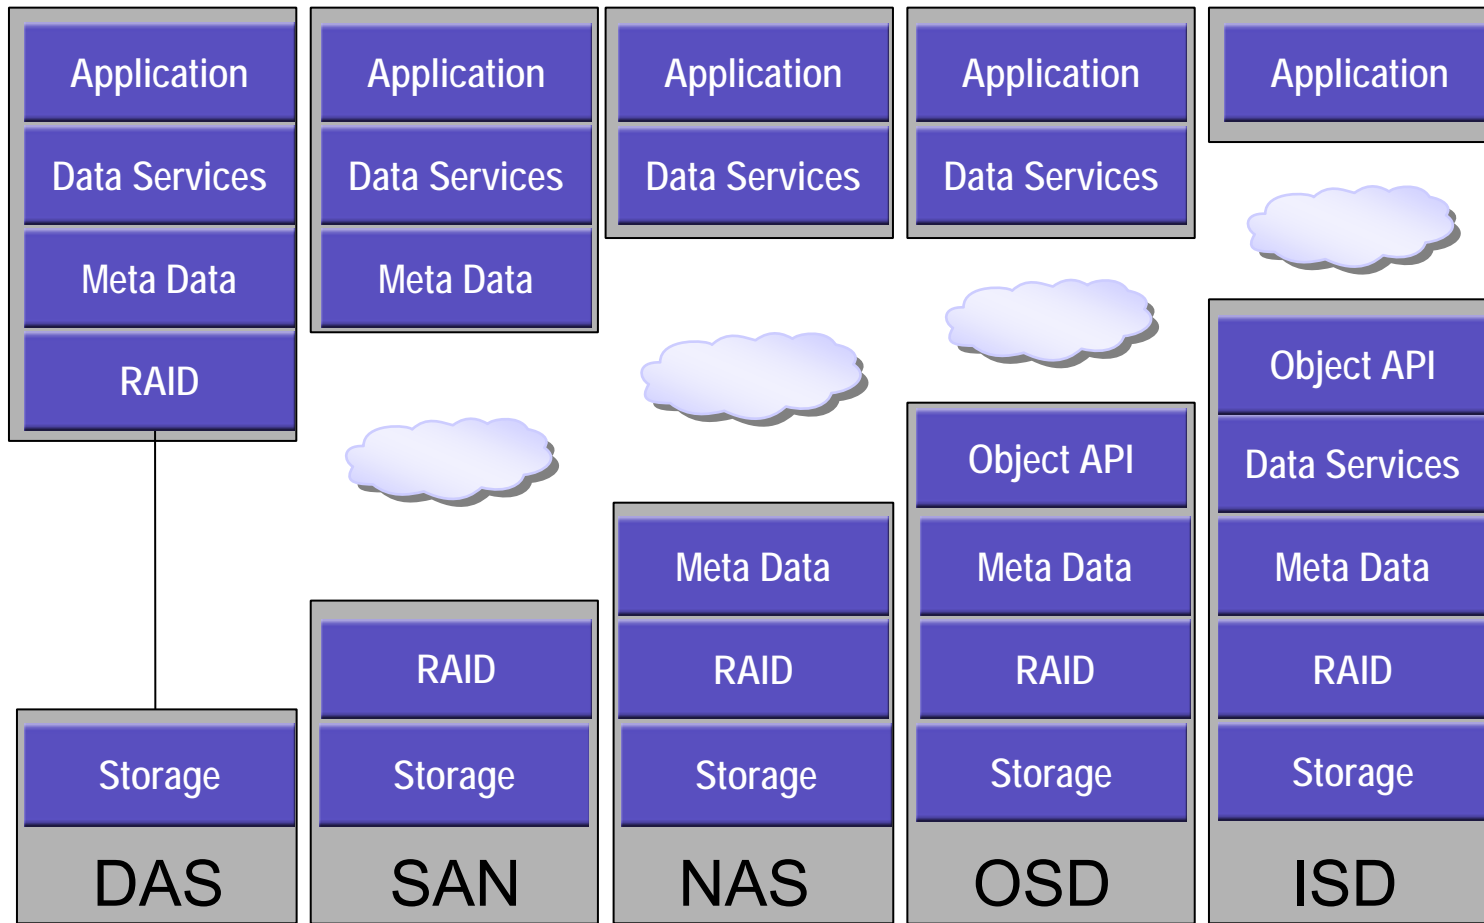 Application
Data Services
Meta Data
RAID
Storage
DAS
Application
Data Services
Meta Data
RAID
Storage
SAN
Application
Data Services
Meta Data
RAID
Storage
NAS
Application
Data Services
Object API
Meta Data
RAID
Storage
OSD
Application
Object API
Data Services
Meta Data
RAID
Storage
ISD